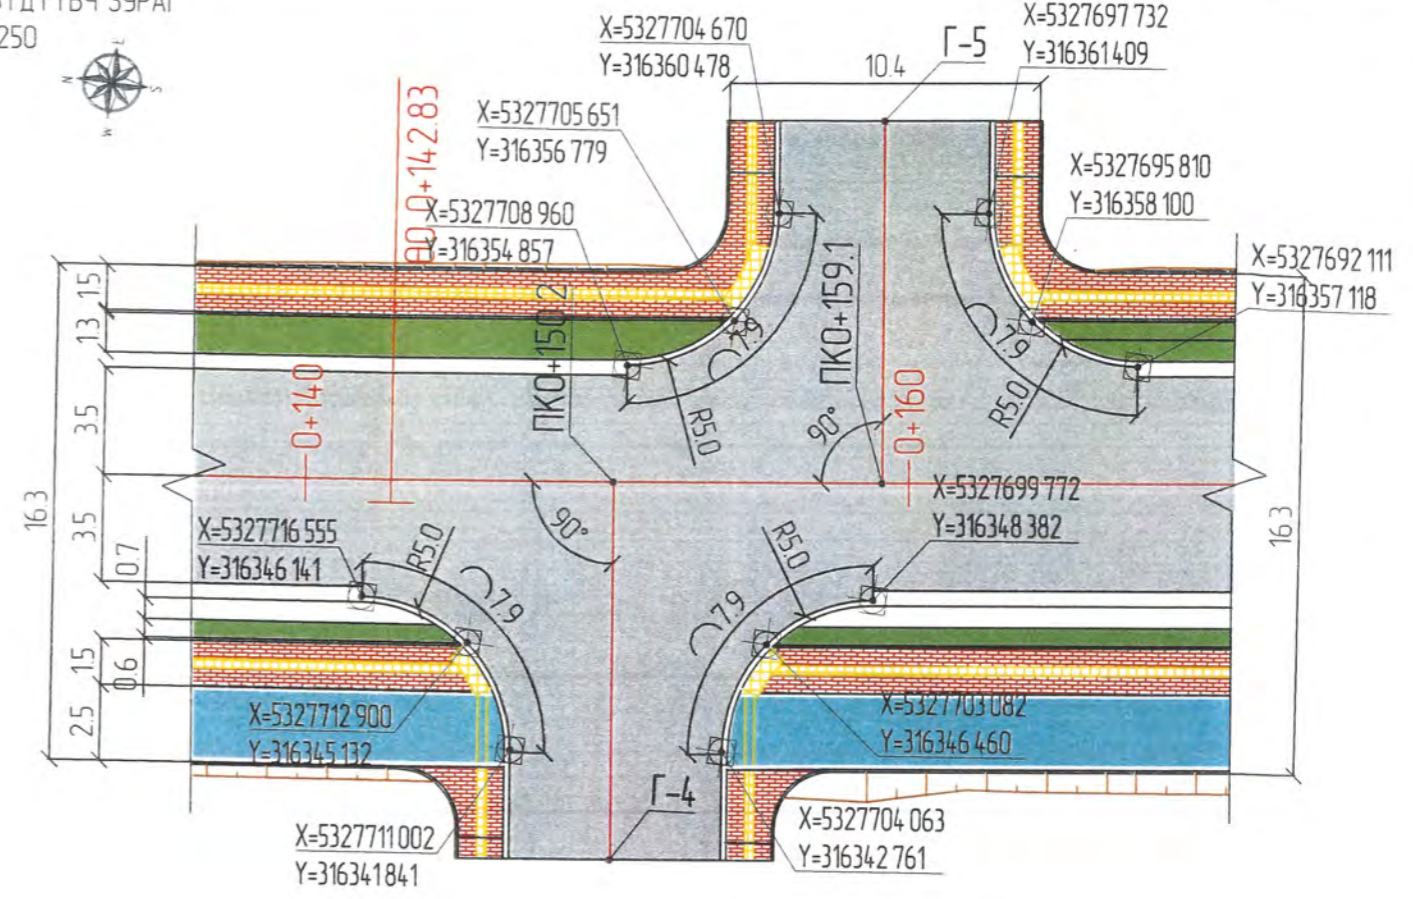 250
N
S
W
X=5327704 670
Y=316360 478
Г-5
10.4
X=5327697 732
Y=316361 409
X=5327705 651
Y=316356 779
0+142.83
X=5327695 810
Y=316358 100
X=5327708 960
Y=316354 857
X=5327692 111
Y=316357 118
1.5
1.3
3.5
3.5
0.7
0.6
1.5
2.5
16.3
0+140
ПК0+150.2
7.9
R5.0
ПК0+159.1
90°
0+160
7.9
R5.0
16.3
X=5327716 555
Y=316346 141
R5.0
7.9
90°
R5.0
7.9
X=5327699 772
Y=316348 382
X=5327712 900
Y=316345 132
X=5327703 082
Y=316346 460
Г-4
X=5327711 002
Y=316341 841
X=5327704 063
Y=316342 761